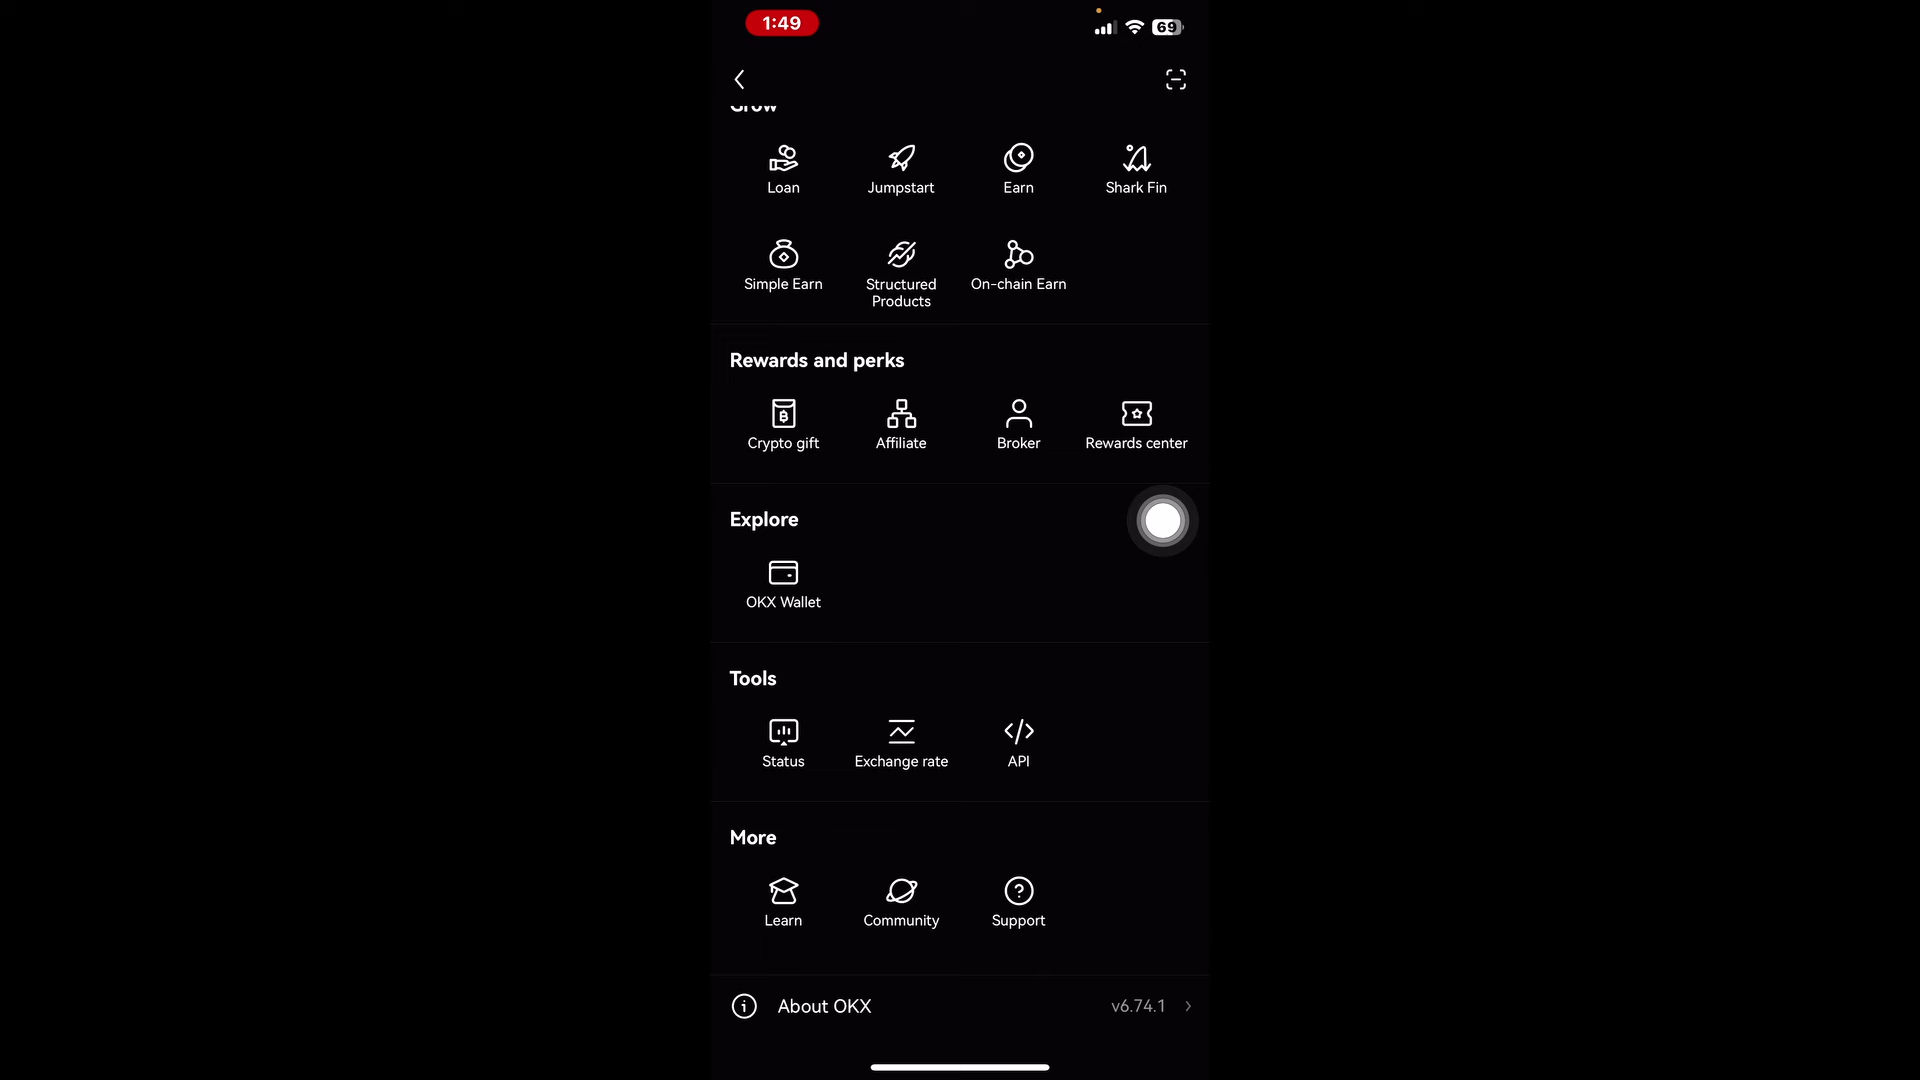 1:49
69
Grow
Loan
Jumpstart
Earn
Shark Fin
Simple Earn
Structured
Products
On-chain Earn
Rewards and perks
Crypto gift
Affiliate
Broker
Rewards center
Explore
OKX Wallet
Tools
Status
Exchange rate
API
More
Learn
Community
Support
About OKX
v6.74.1